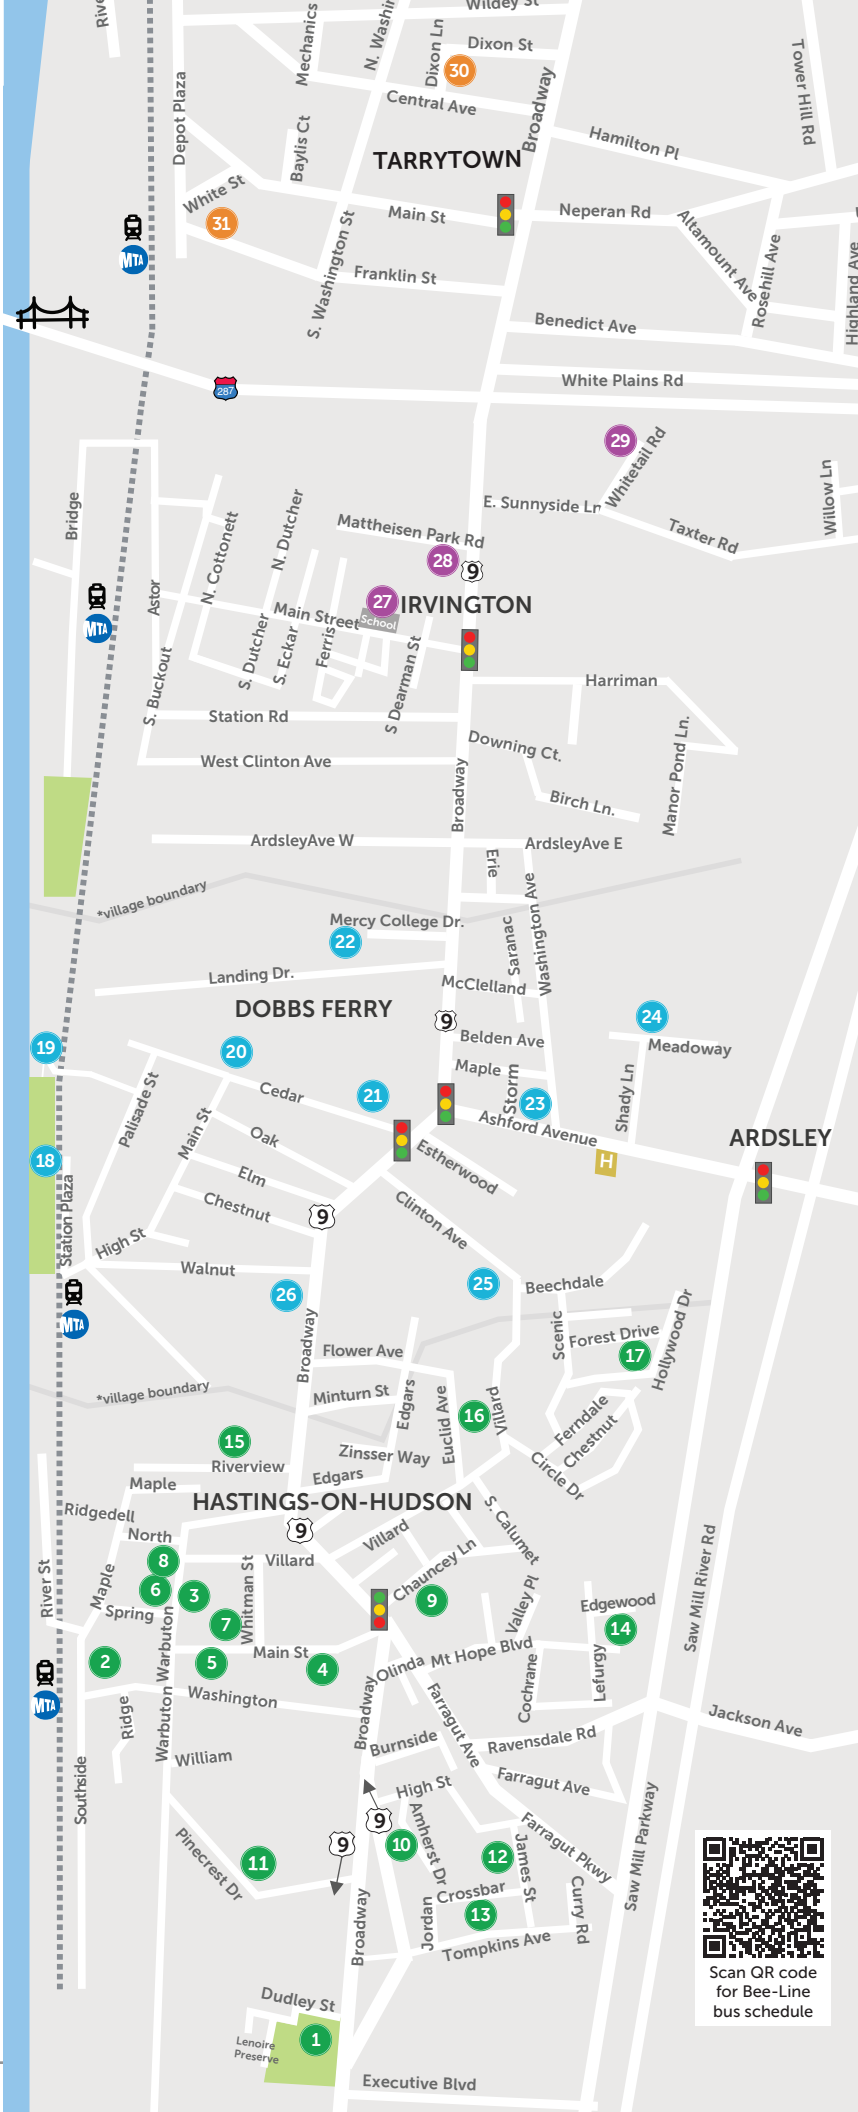 Wildey St
Rive
Mechanics
N. Washin
Dixon Ln
Dixon St
30
Tower Hill Rd
Depot Plaza
Central Ave
Broadway
Baylis Ct
TARRYTOWN
Hamilton Pl
White St
31
Main St
Neperan Rd
Altamount Ave
Rosehill Ave
Highland Ave
MTA
S. Washington St
Franklin St
Benedict Ave
287
White Plains Rd
29
Whitetail Rd
E. Sunnyside Ln
Taxter Rd
Willow Ln
Bridge
N. Cottonett
N. Dutcher
Mattheisen Park Rd
28
9
Astor
27
IRVINGTON
Main Street
School
MTA
S. Buckout
S. Dutcher
S. Eckar
Ferris
S Dearman St
Harriman
Station Rd
Downing Ct.
West Clinton Ave
Manor Pond Ln.
Broadway
Birch Ln.
ArdsleyAve W
ArdsleyAve E
Erie
*village boundary
Mercy College Dr.
22
Saranac
Washington Ave
Landing Dr.
McClelland
DOBBS FERRY
9
24
19
20
Belden Ave
Meadoway
Maple
Storm
Cedar
21
23
Shady Ln
Palisade St
Main St
Ashford Avenue
ARDSLEY
Oak
Estherwood
H
18
Elm
Station Plaza
Chestnut
9
Clinton Ave
High St
Walnut
25
Beechdale
26
MTA
Broadway
Scenic
Forest Drive
Hollywood Dr
17
Flower Ave
*village boundary
Minturn St
Edgars
Euclid Ave
16
Villard
Ferndale
Chestnut
15
Riverview
Zinsser Way
Circle Dr
Maple
Edgars
HASTINGS-ON-HUDSON
Ridgedell
9
S. Calumet
North
Villard
Villard
8
River St
Maple
6
3
Whitman St
Chauncey Ln
9
Valley Pl
Edgewood
Saw Mill River Rd
Spring
7
14
Warbuton
2
5
Main St
4
Olinda
Mt Hope Blvd
Cochrane
Lefurgy
MTA
Washington
Ridge
Warbuton
Broadway
Farragut Ave
Jackson Ave
Burnside
Ravensdale Rd
William
Southside
High St
Farragut Ave
9
9
10
Amherst Dr
Farragut Pkwy
Saw Mill Parkway
Pinecrest Dr
11
12
James St
Crossbar
13
Curry Rd
Jordan
Broadway
Tompkins Ave
Scan QR code
for Bee-Line
bus schedule
Dudley St
1
Lenoire
Preserve
Executive Blvd